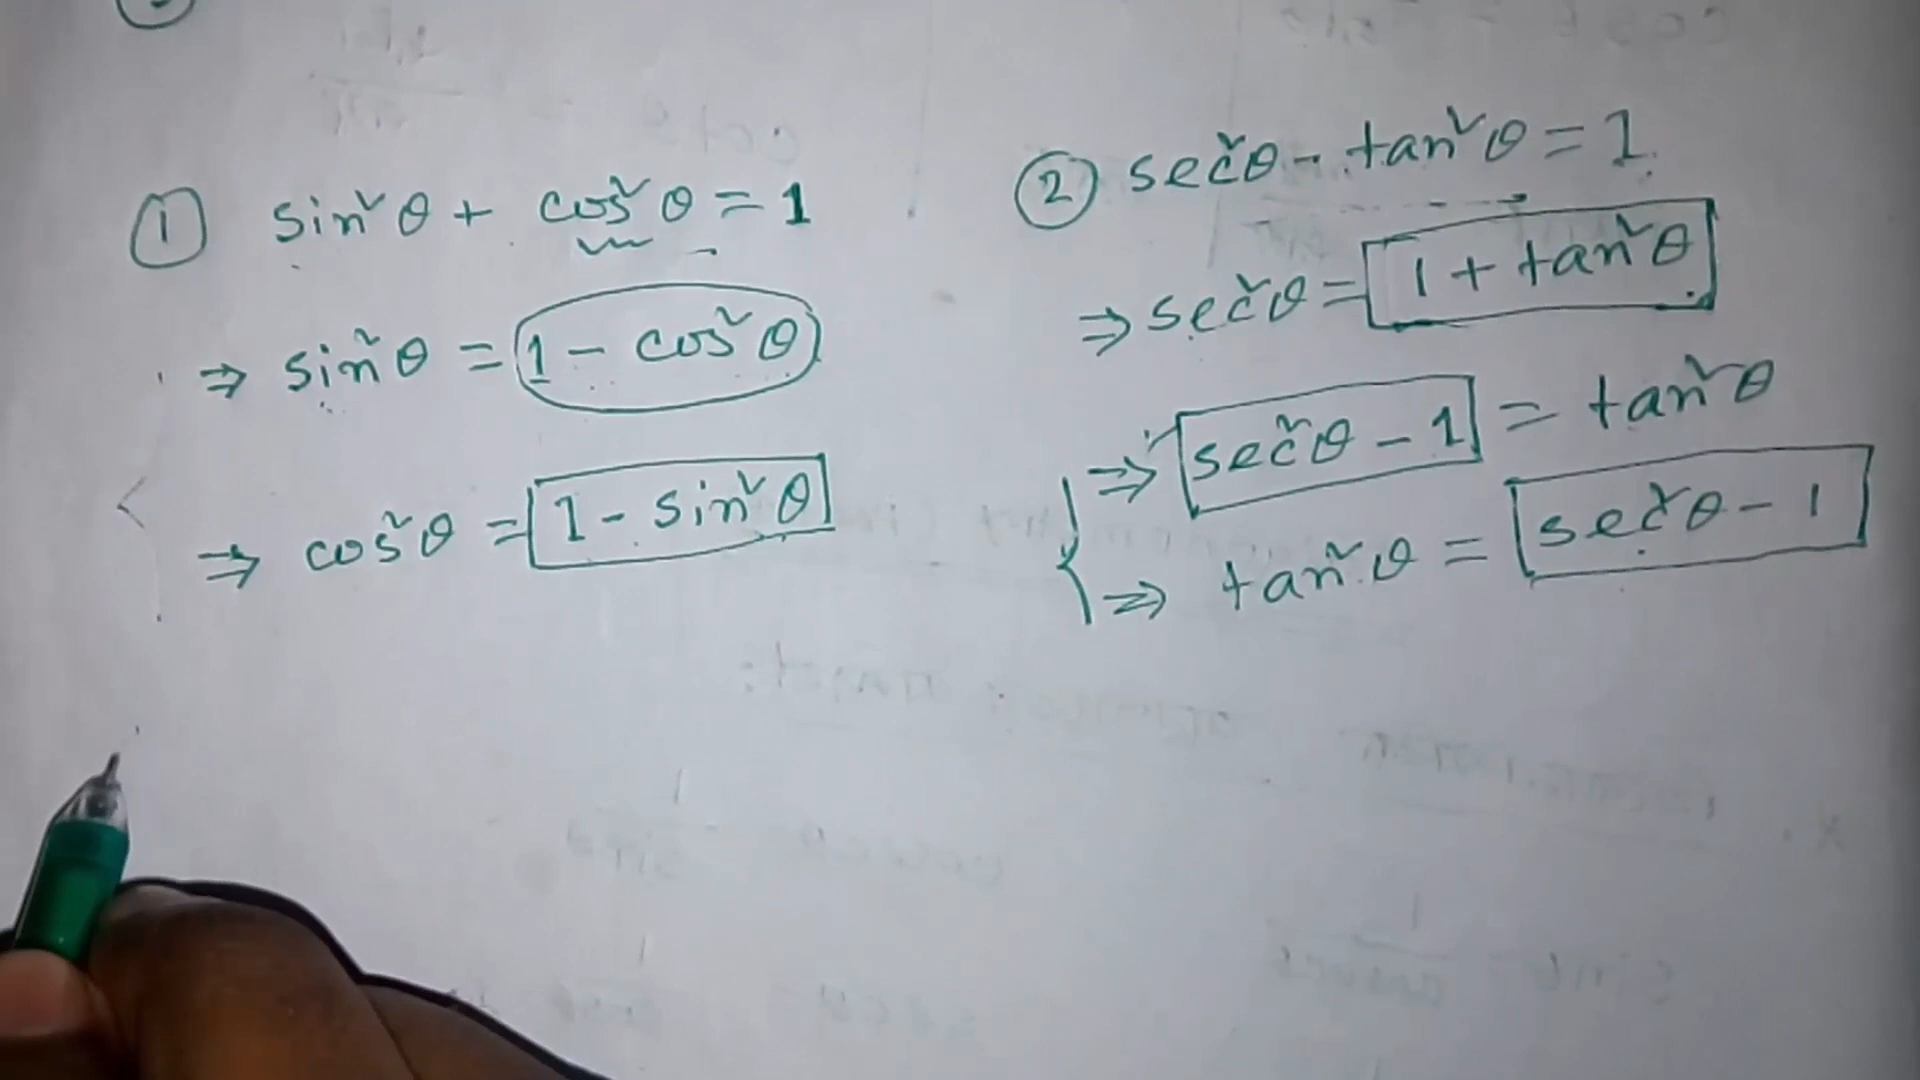 ① sin²θ + cos²θ = 1
⇒ sin²θ = 1 - cos²θ
⇒ cos²θ = 1 - sin²θ
② sec²θ - tan²θ = 1
⇒ sec²θ = 1 + tan²θ
⇒ sec²θ - 1 = tan²θ
⇒ tan²θ = sec²θ - 1